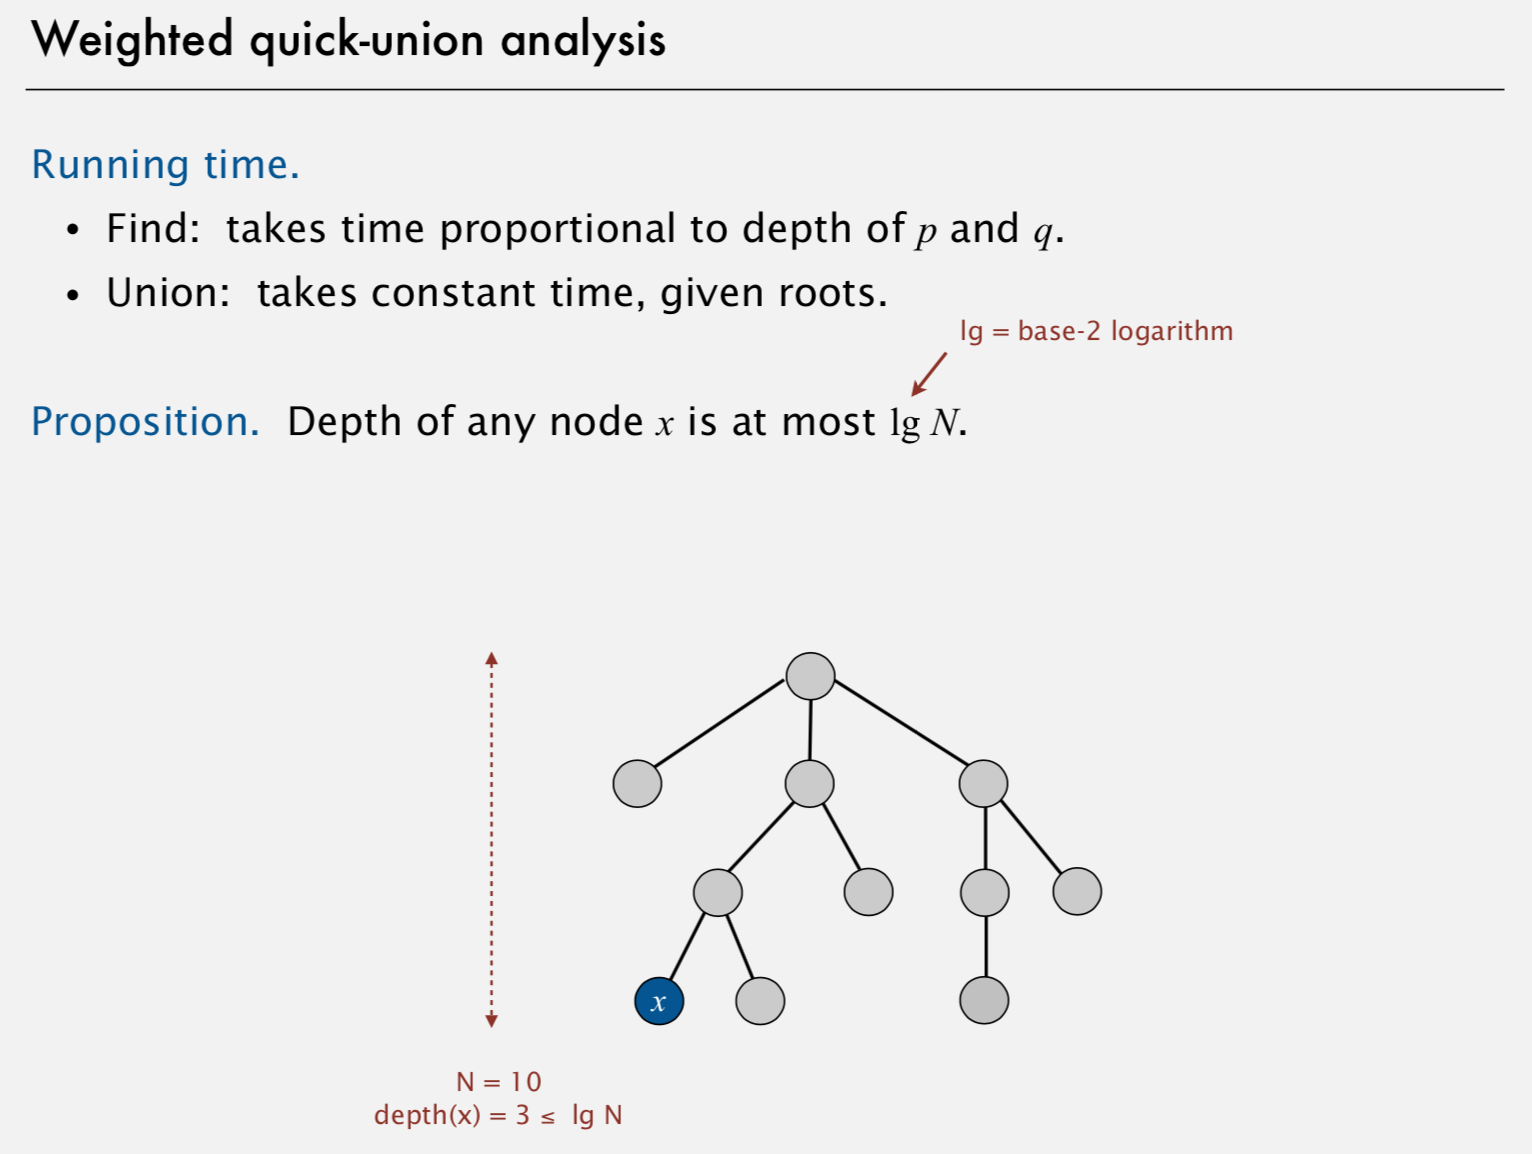 Weighted quick-union analysis
Running time.
• Find: takes time proportional to depth of p and q.
• Union: takes constant time, given roots.
lg = base-2 logarithm
Proposition. Depth of any node x is at most lg N.
x
N = 10
depth(x) = 3 ≤ lg N